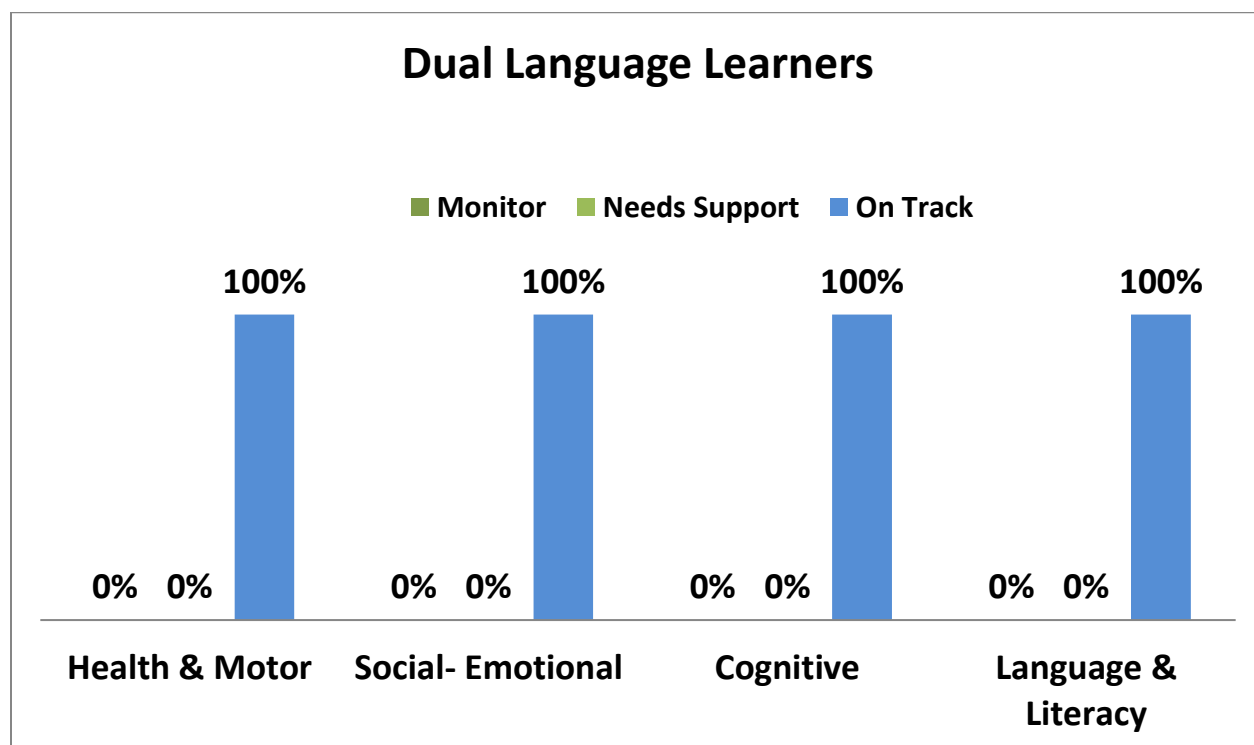 Dual Language Learners
Monitor Needs Support On Track
100% 100% 100% 100%
0% 0% 0% 0% 0% 0% 0% 0%
Health & Motor Social- Emotional Cognitive Language &
Literacy